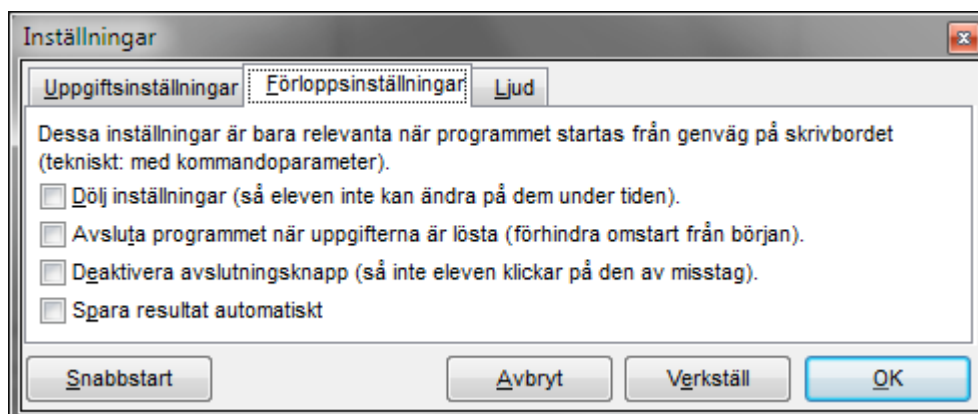 Inställningar
Uppgiftsinställningar Förloppsinställningar Ljud
Dessa inställningar är bara relevanta när programmet startas från genväg på skrivbordet
(tekniskt: med kommandoparameter).
Dölj inställningar (så eleven inte kan ändra på dem under tiden).
Avsluta programmet när uppgifterna är lösta (förhindra omstart från början).
Deaktivera avslutningsknapp (så inte eleven klickar på den av misstag).
Spara resultat automatiskt
Snabbstart Avbryt Verkställ OK